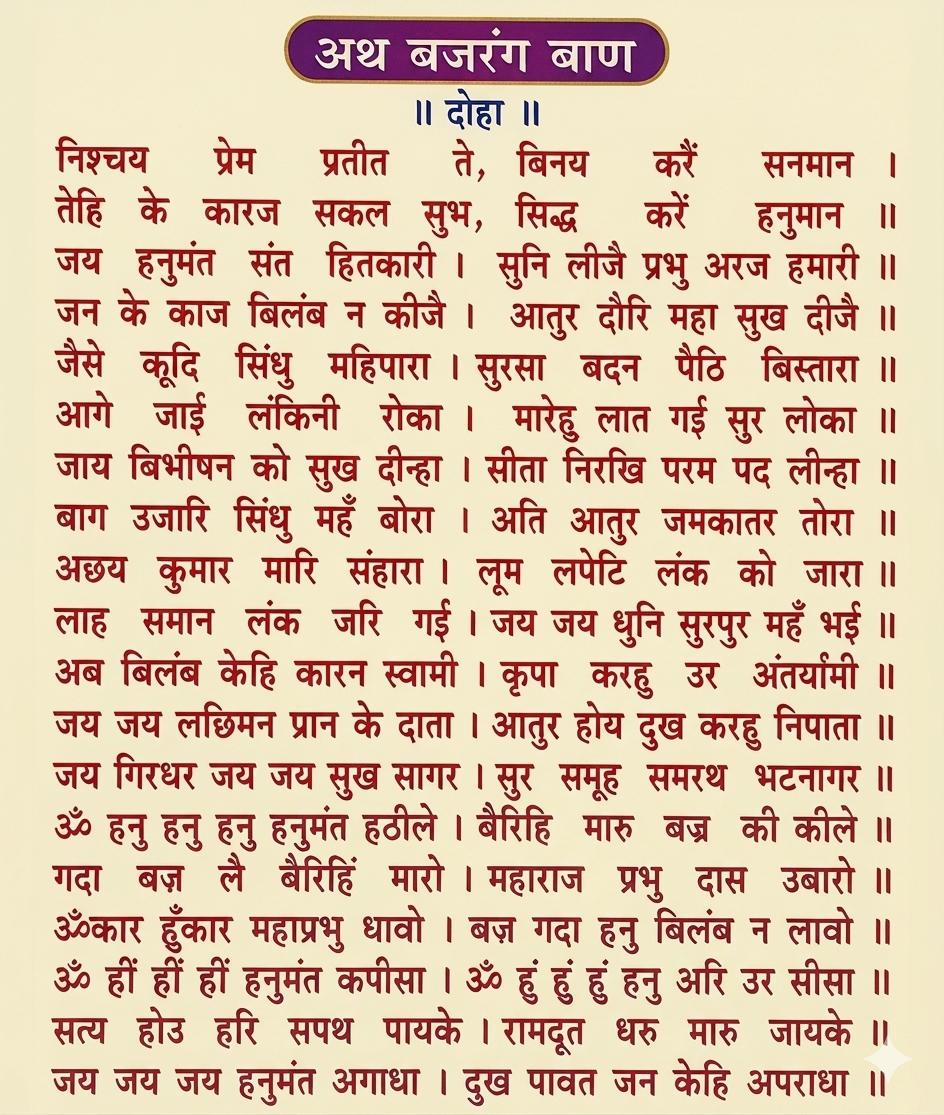 अथ बजरंग बाण
॥ दोहा ॥
निश्चय प्रेम प्रतीत ते, बिनय करैं सनमान ।
तेहि के कारज सकल सुभ, सिद्ध करें हनुमान ॥
जय हनुमंत संत हितकारी । सुनि लीजै प्रभु अरज हमारी ॥
जन के काज बिलंब न कीजै । आतुर दौरि महा सुख दीजै ॥
जैसे कूदि सिंधु महिपारा । सुरसा बदन पैठि बिस्तारा ॥
आगे जाई लंकिनी रोका । मारेहु लात गई सुर लोका ॥
जाय बिभीषन को सुख दीन्हा । सीता निरखि परम पद लीन्हा ॥
बाग उजारि सिंधु महँ बोरा । अति आतुर जमकातर तोरा ॥
अछय कुमार मारि संहारा । लूम लपेटि लंक को जारा ॥
लाह समान लंक जरि गई । जय जय धुनि सुरपुर महँ भई ॥
अब बिलंब केहि कारन स्वामी । कृपा करहु उर अंतर्यामी ॥
जय जय लछिमन प्रान के दाता । आतुर होय दुख करहु निपाता ॥
जय गिरधर जय जय सुख सागर । सुर समूह समरथ भटनागर ॥
ॐ हनु हनु हनु हनुमंत हठीले । बैरिहि मारु बज्र की कीले ॥
गदा बज़ लै बैरिहिं मारो । महाराज प्रभु दास उबारो ॥
ॐकार हुँकार महाप्रभु धावो । बज़ गदा हनु बिलंब न लावो ॥
ॐ हीं हीं हीं हनुमंत कपीसा । ॐ हुं हुं हुं हनु अरि उर सीसा ॥
सत्य होउ हरि सपथ पायके । रामदूत धरु मारु जायके ॥
जय जय जय हनुमंत अगाधा । दुख पावत जन केहि अपराधा ॥